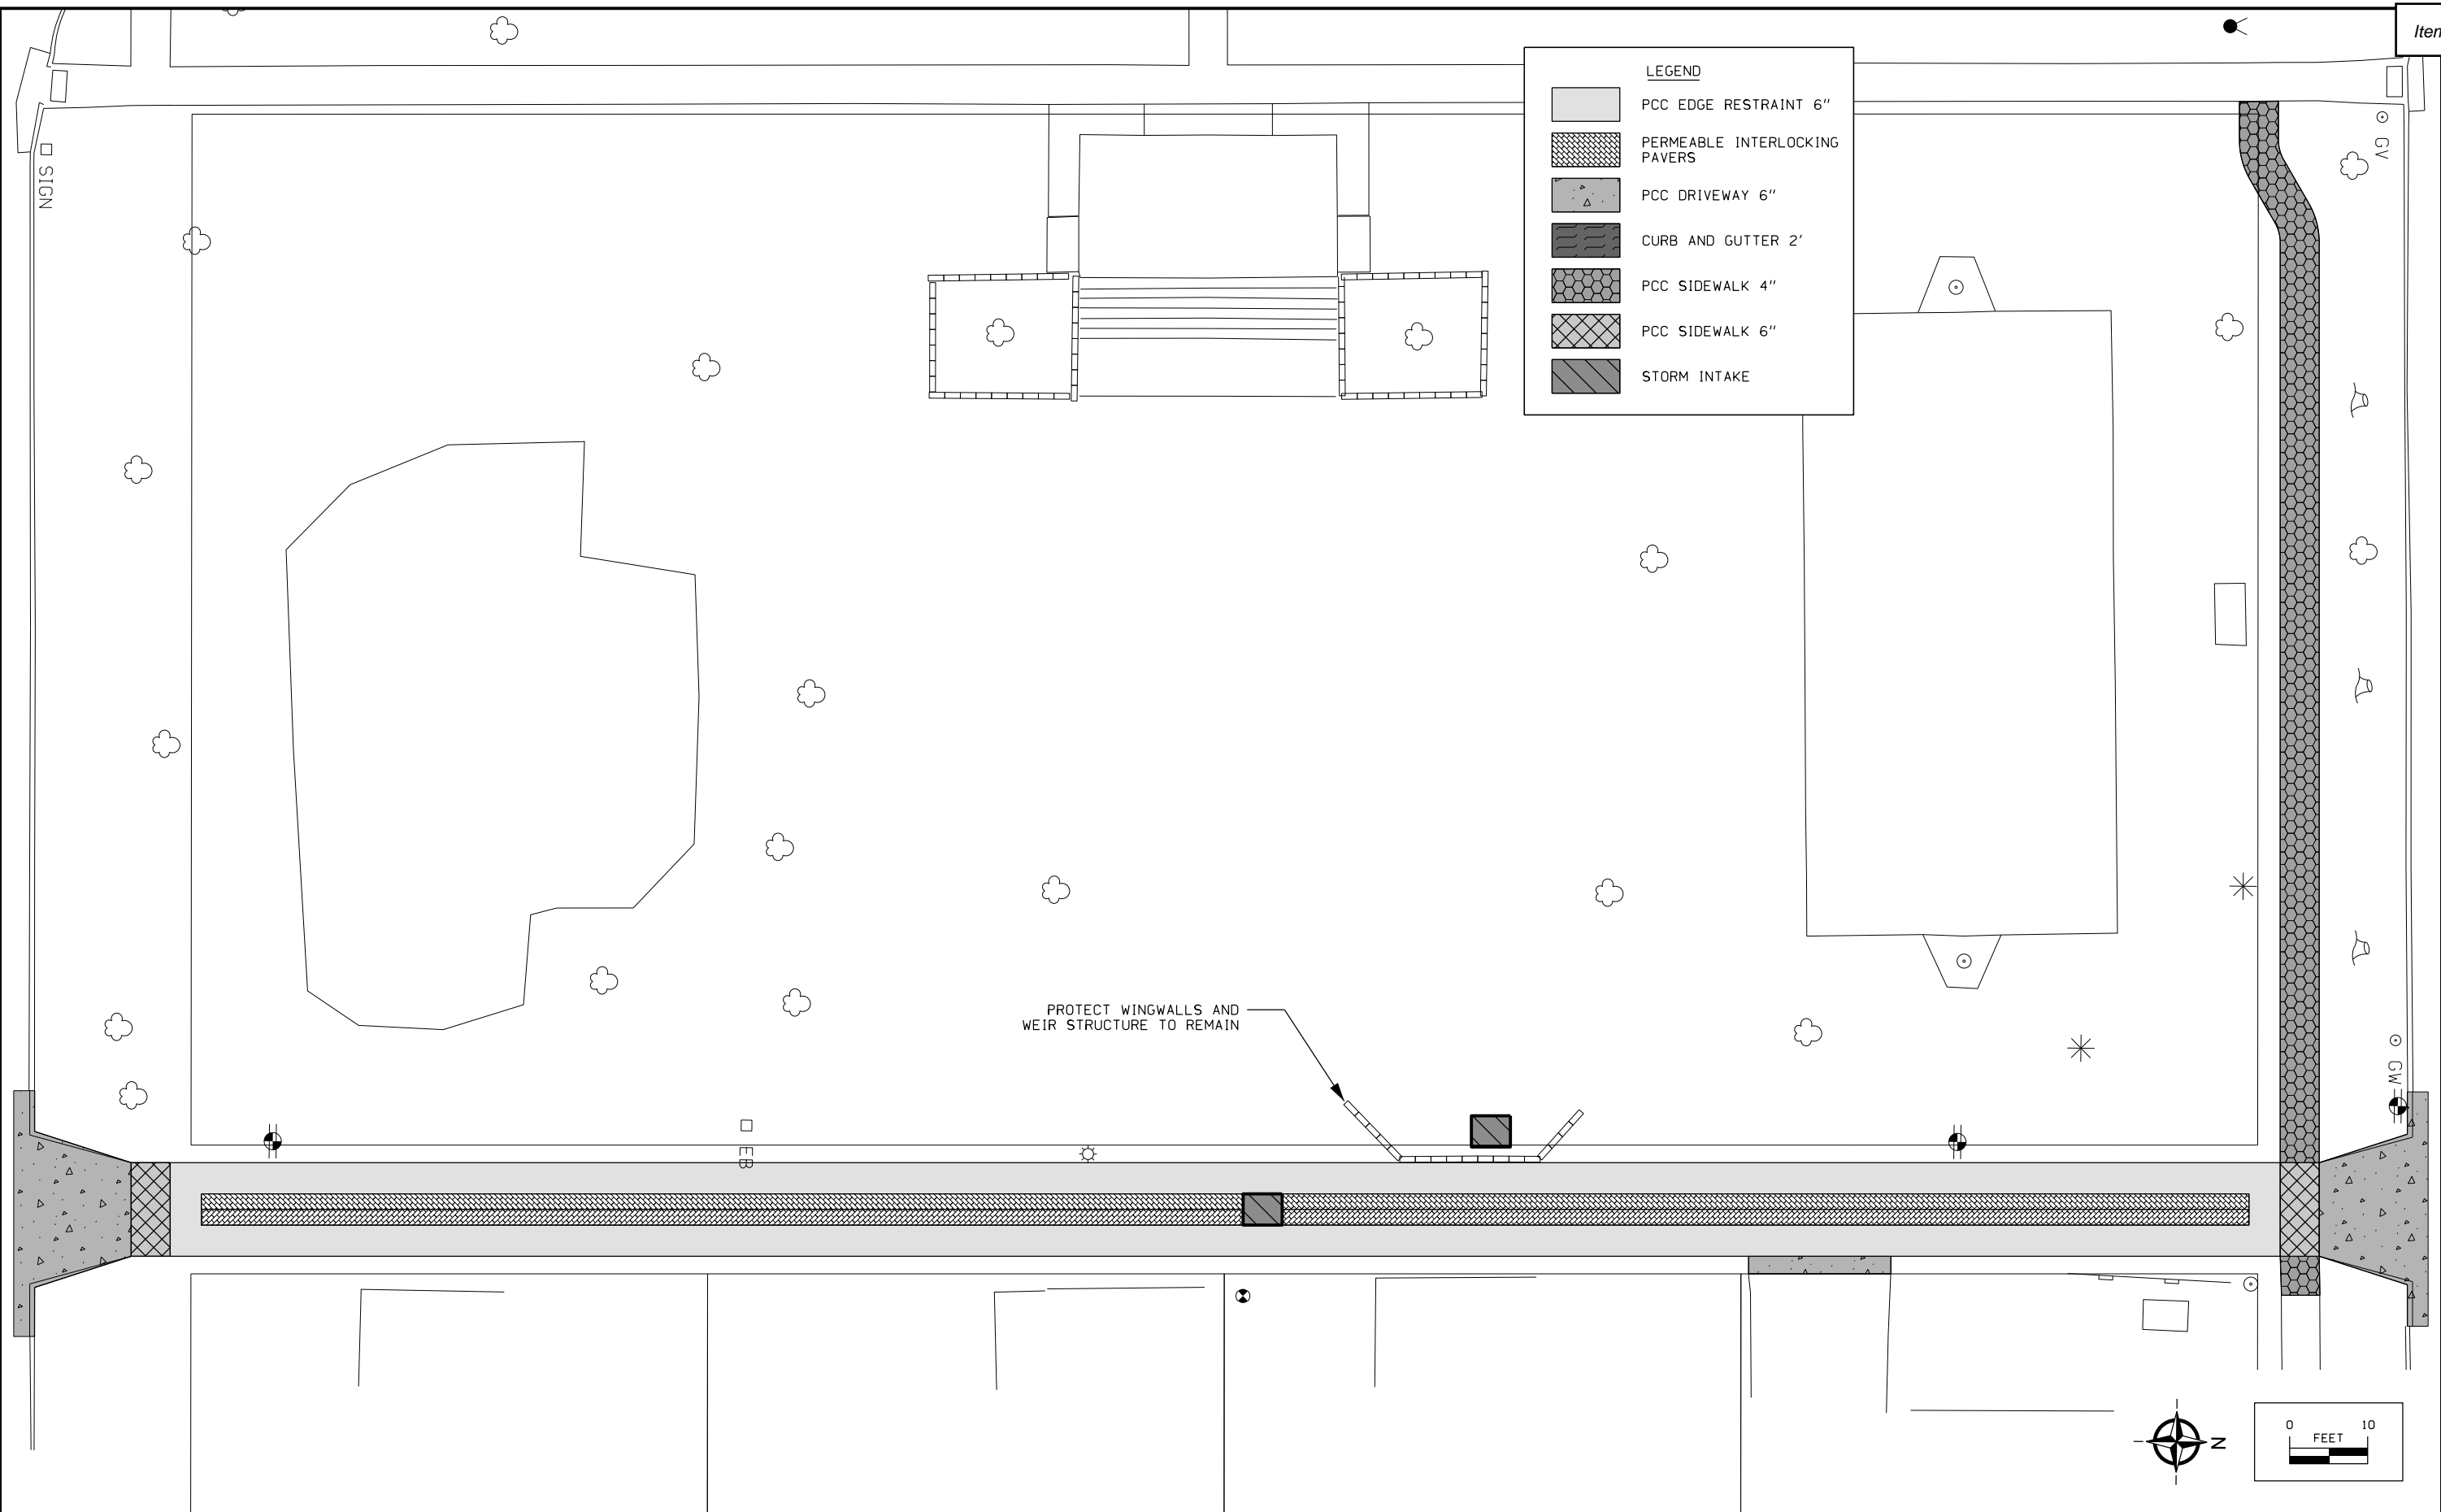 Item
LEGEND
PCC EDGE RESTRAINT 6"
PERMEABLE INTERLOCKING
PAVERS
PCC DRIVEWAY 6"
CURB AND GUTTER 2'
PCC SIDEWALK 4"
PCC SIDEWALK 6"
STORM INTAKE
SIGN
GV
PROTECT WINGWALLS AND
WEIR STRUCTURE TO REMAIN
GW
EB
N
0 10
FEET